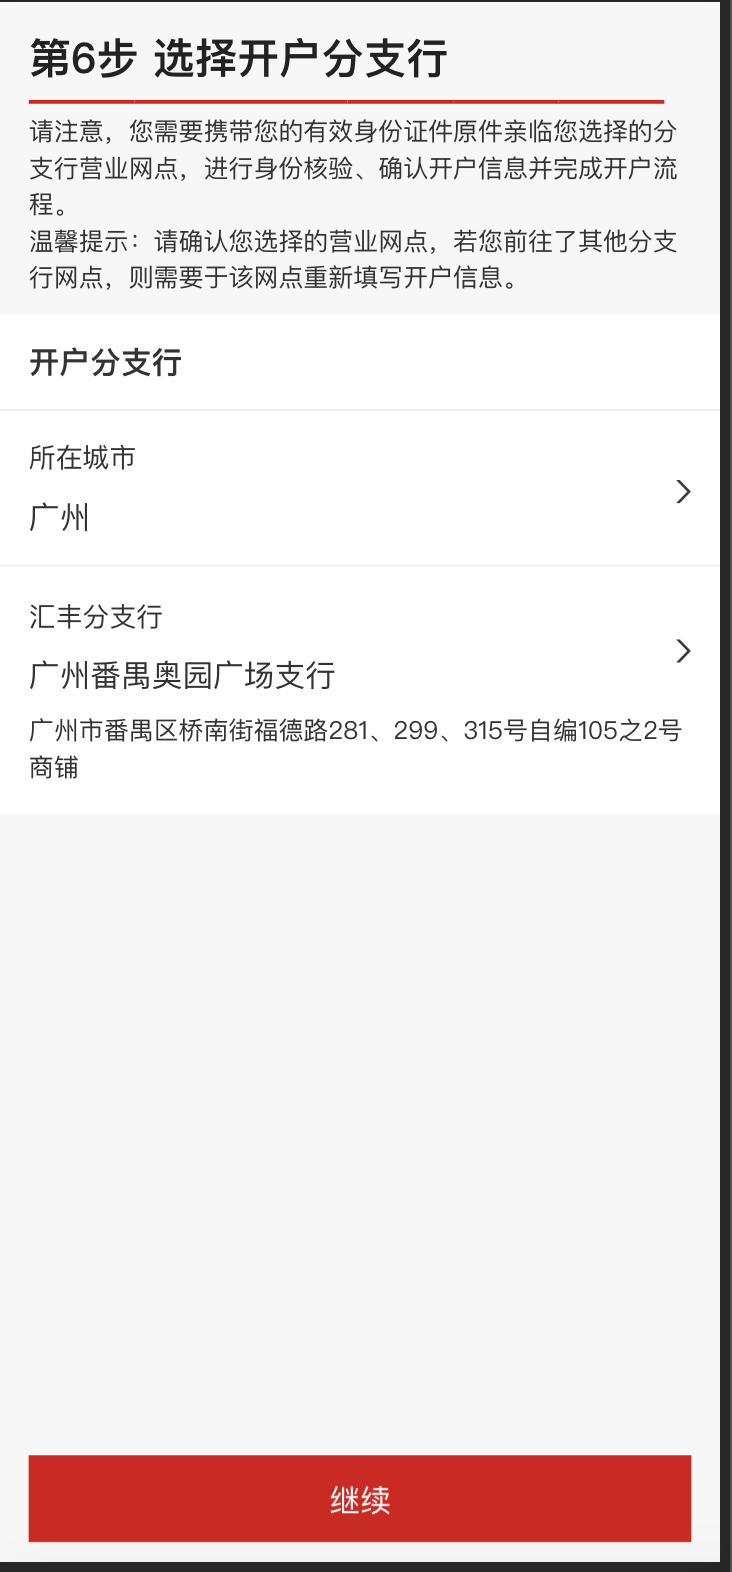 第6步 选择开户分支行
请注意，您需要携带您的有效身份证件原件亲临您选择的分
支行营业网点，进行身份核验、确认开户信息并完成开户流
程。
温馨提示：请确认您选择的营业网点，若您前往了其他分支
行网点，则需要于该网点重新填写开户信息。
开户分支行
所在城市
广州
汇丰分支行
广州番禺奥园广场支行
广州市番禺区桥南街福德路281、299、315号自编105之2号
商铺
继续